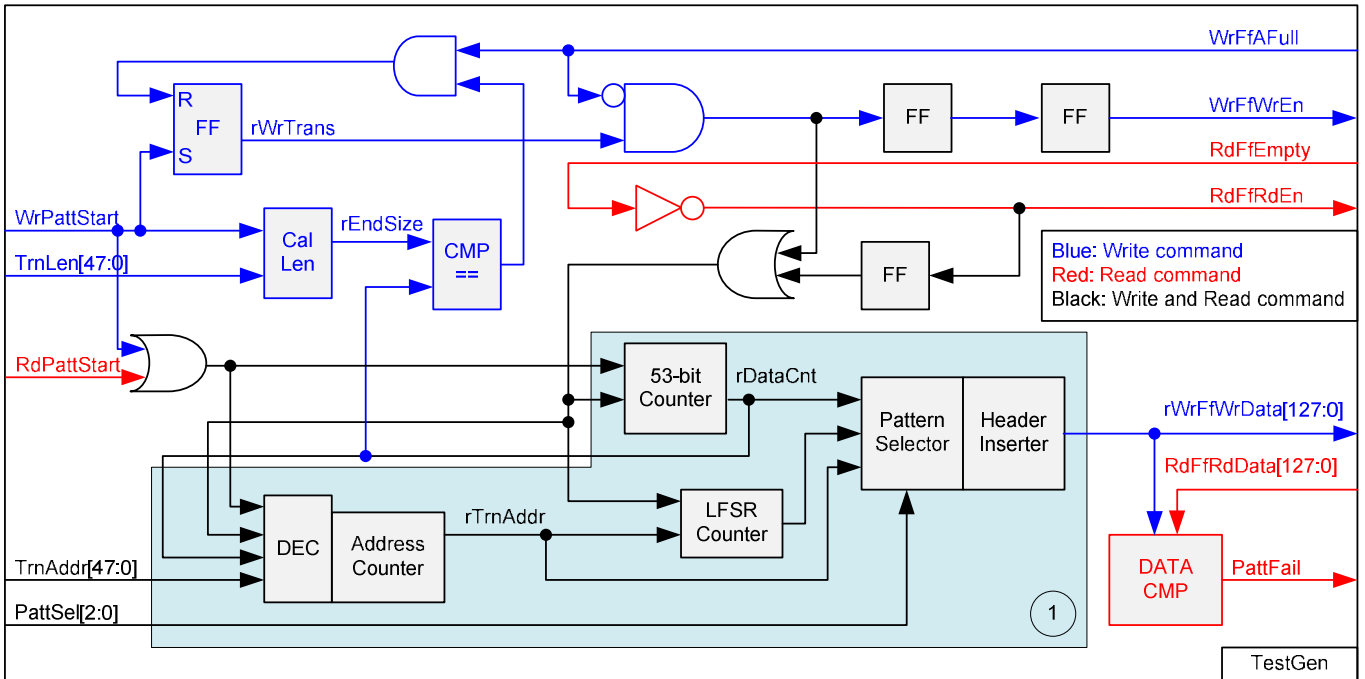 WrFfAFull
R
FF
S
rWrTrans
FF
FF
WrFfWrEn
RdFfEmpty
RdFfRdEn
WrPattStart
TrnLen[47:0]
Cal
Len
rEndSize
CMP
==
FF
Blue: Write command
Red: Read command
Black: Write and Read command
RdPattStart
53-bit
Counter
rDataCnt
Pattern
Selector
Header
Inserter
rWrFfWrData[127:0]
RdFfRdData[127:0]
DEC
Address
Counter
rTrnAddr
LFSR
Counter
TrnAddr[47:0]
PattSel[2:0]
DATA
CMP
PattFail
1
TestGen